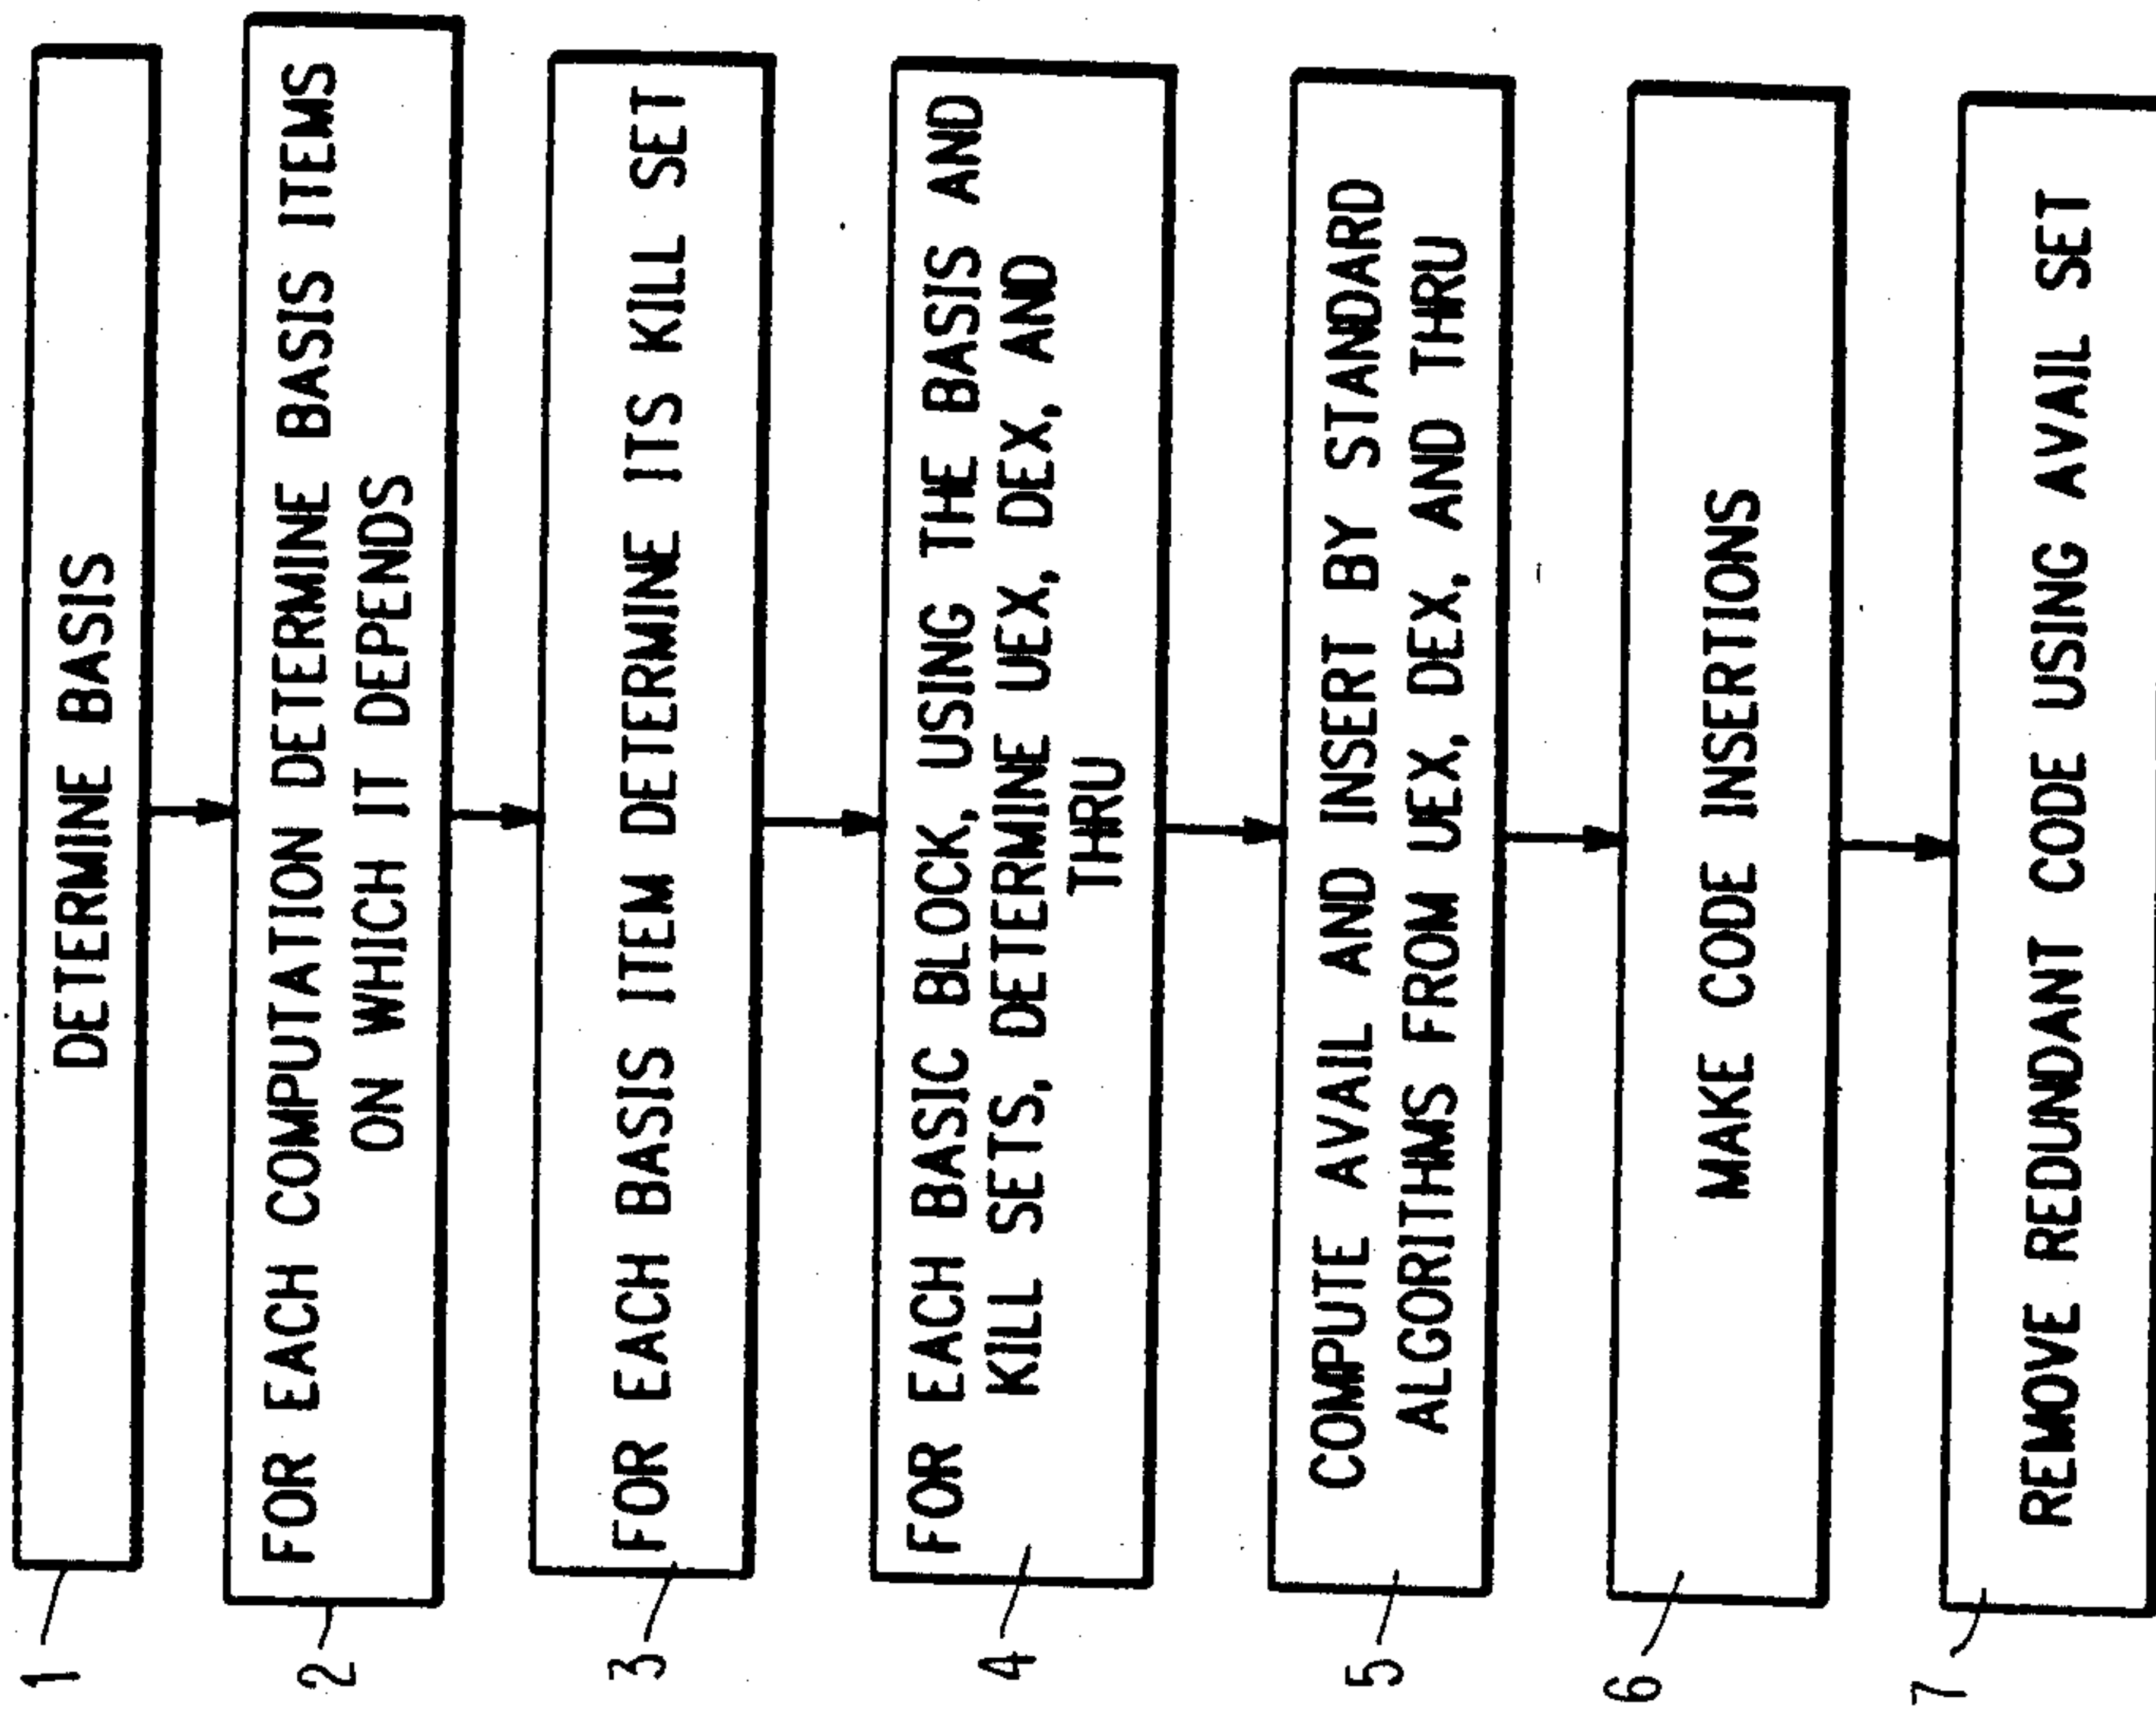 1
DETERMINE BASIS
2
FOR EACH COMPUTATION DETERMINE BASIS ITEMS
ON WHICH IT DEPENDS
3
FOR EACH BASIS ITEM DETERMINE ITS KILL SET
4
FOR EACH BASIC BLOCK, USING THE BASIS AND
KILL SETS, DETERMINE UEX, DEX, AND
THRU
5
COMPUTE AVAIL AND INSERT BY STANDARD
ALGORITHMS FROM UEX, DEX, AND THRU
6
MAKE CODE INSERTIONS
7
REMOVE REDUNDANT CODE USING AVAIL SET